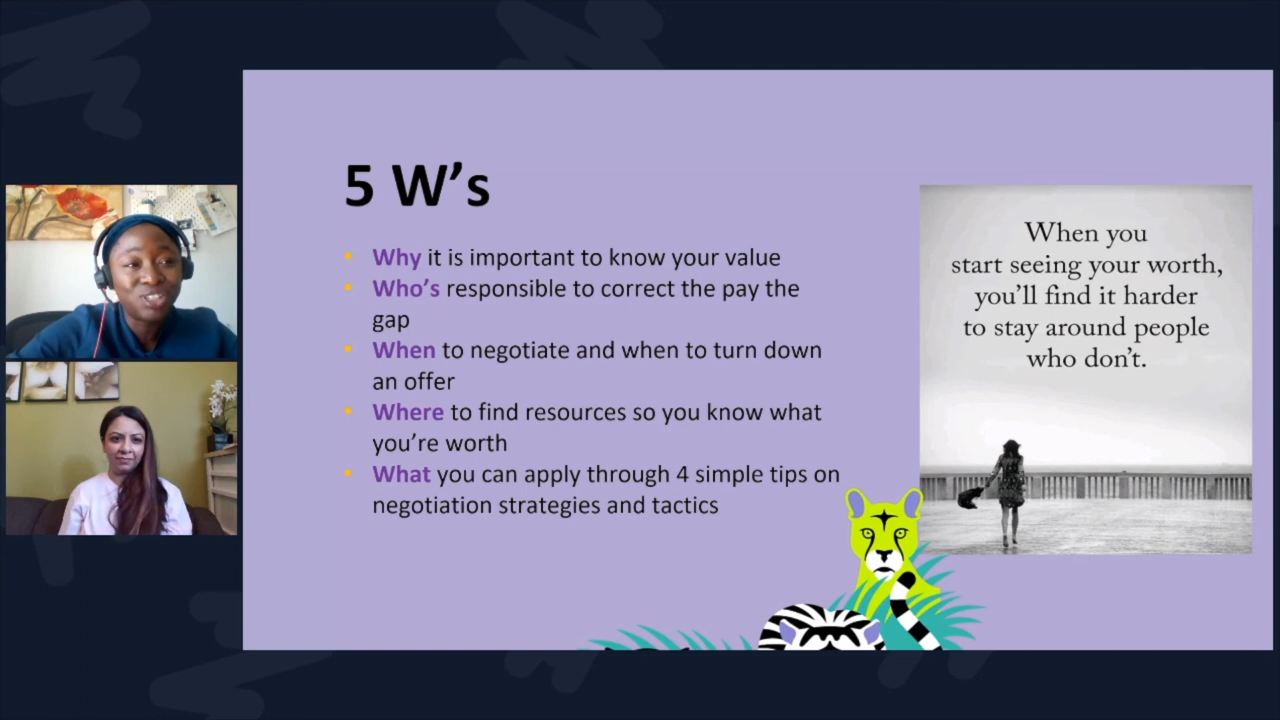 5 W’s
• Why it is important to know your value
• Who’s responsible to correct the pay the
gap
• When to negotiate and when to turn down
an offer
• Where to find resources so you know what
you’re worth
• What you can apply through 4 simple tips on
negotiation strategies and tactics
When you
start seeing your worth,
you’ll find it harder
to stay around people
who don’t.